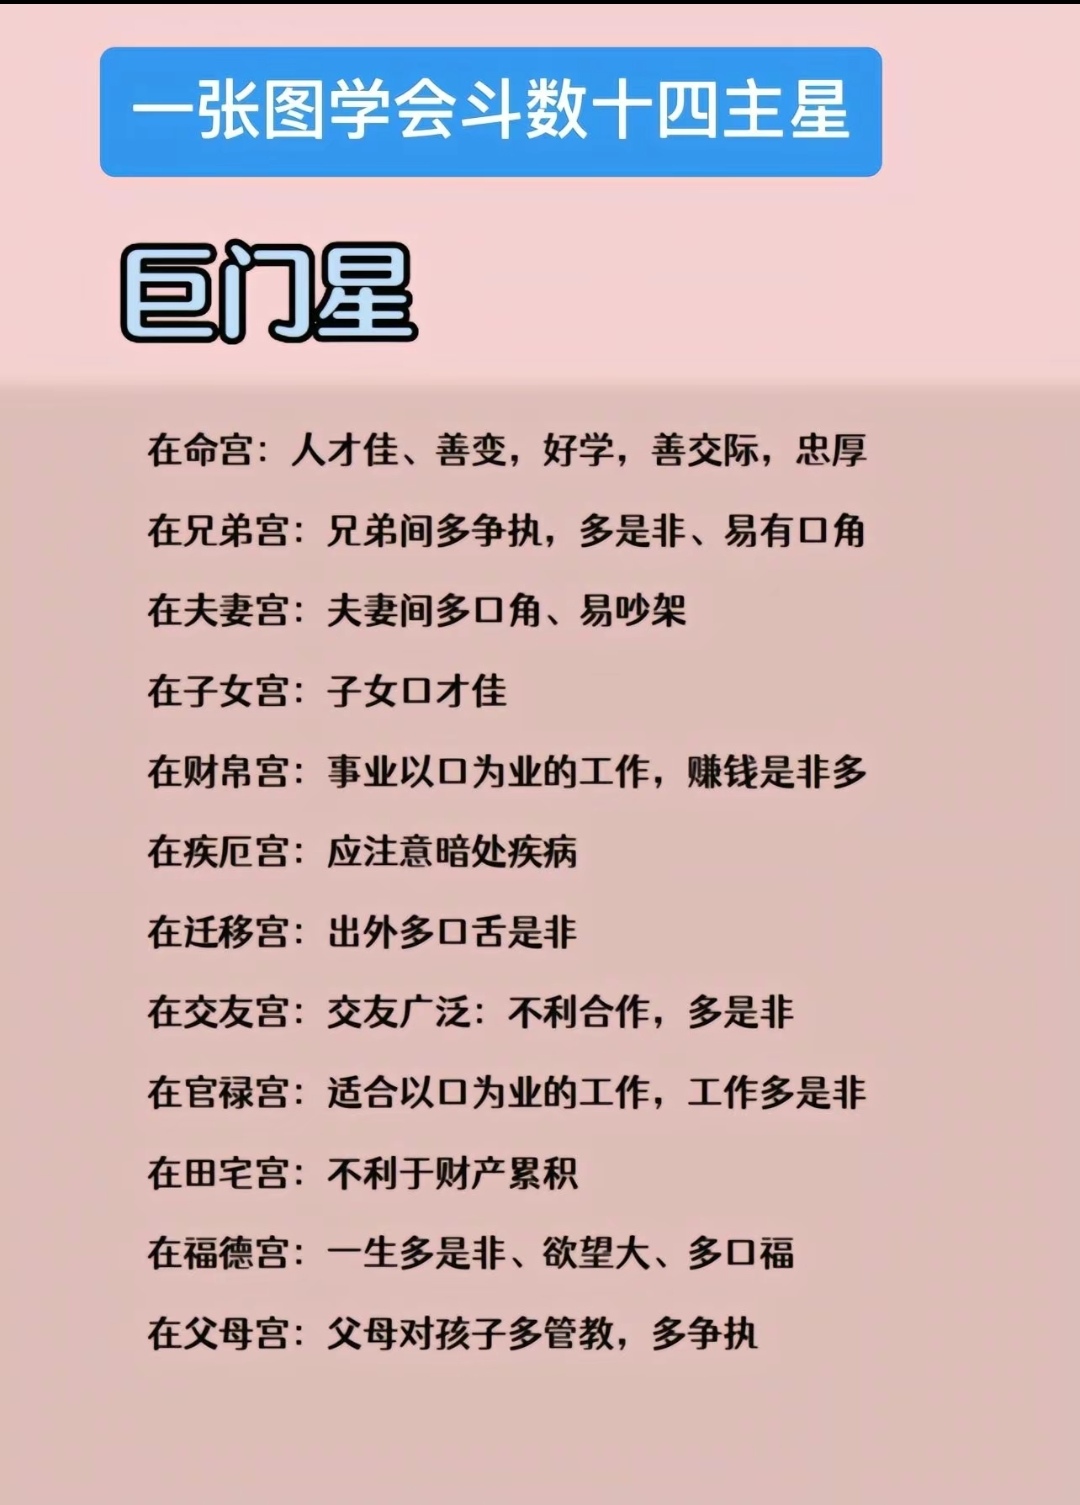 一张图学会斗数十四主星
巨门星
在命宫：人才佳、善变，好学，善交际，忠厚
在兄弟宫：兄弟间多争执，多是非、易有口角
在夫妻宫：夫妻间多口角、易吵架
在子女宫：子女口才佳
在财帛宫：事业以口为业的工作，赚钱是非多
在疾厄宫：应注意暗处疾病
在迁移宫：出外多口舌是非
在交友宫：交友广泛：不利合作，多是非
在官禄宫：适合以口为业的工作，工作多是非
在田宅宫：不利于财产累积
在福德宫：一生多是非、欲望大、多口福
在父母宫：父母对孩子多管教，多争执